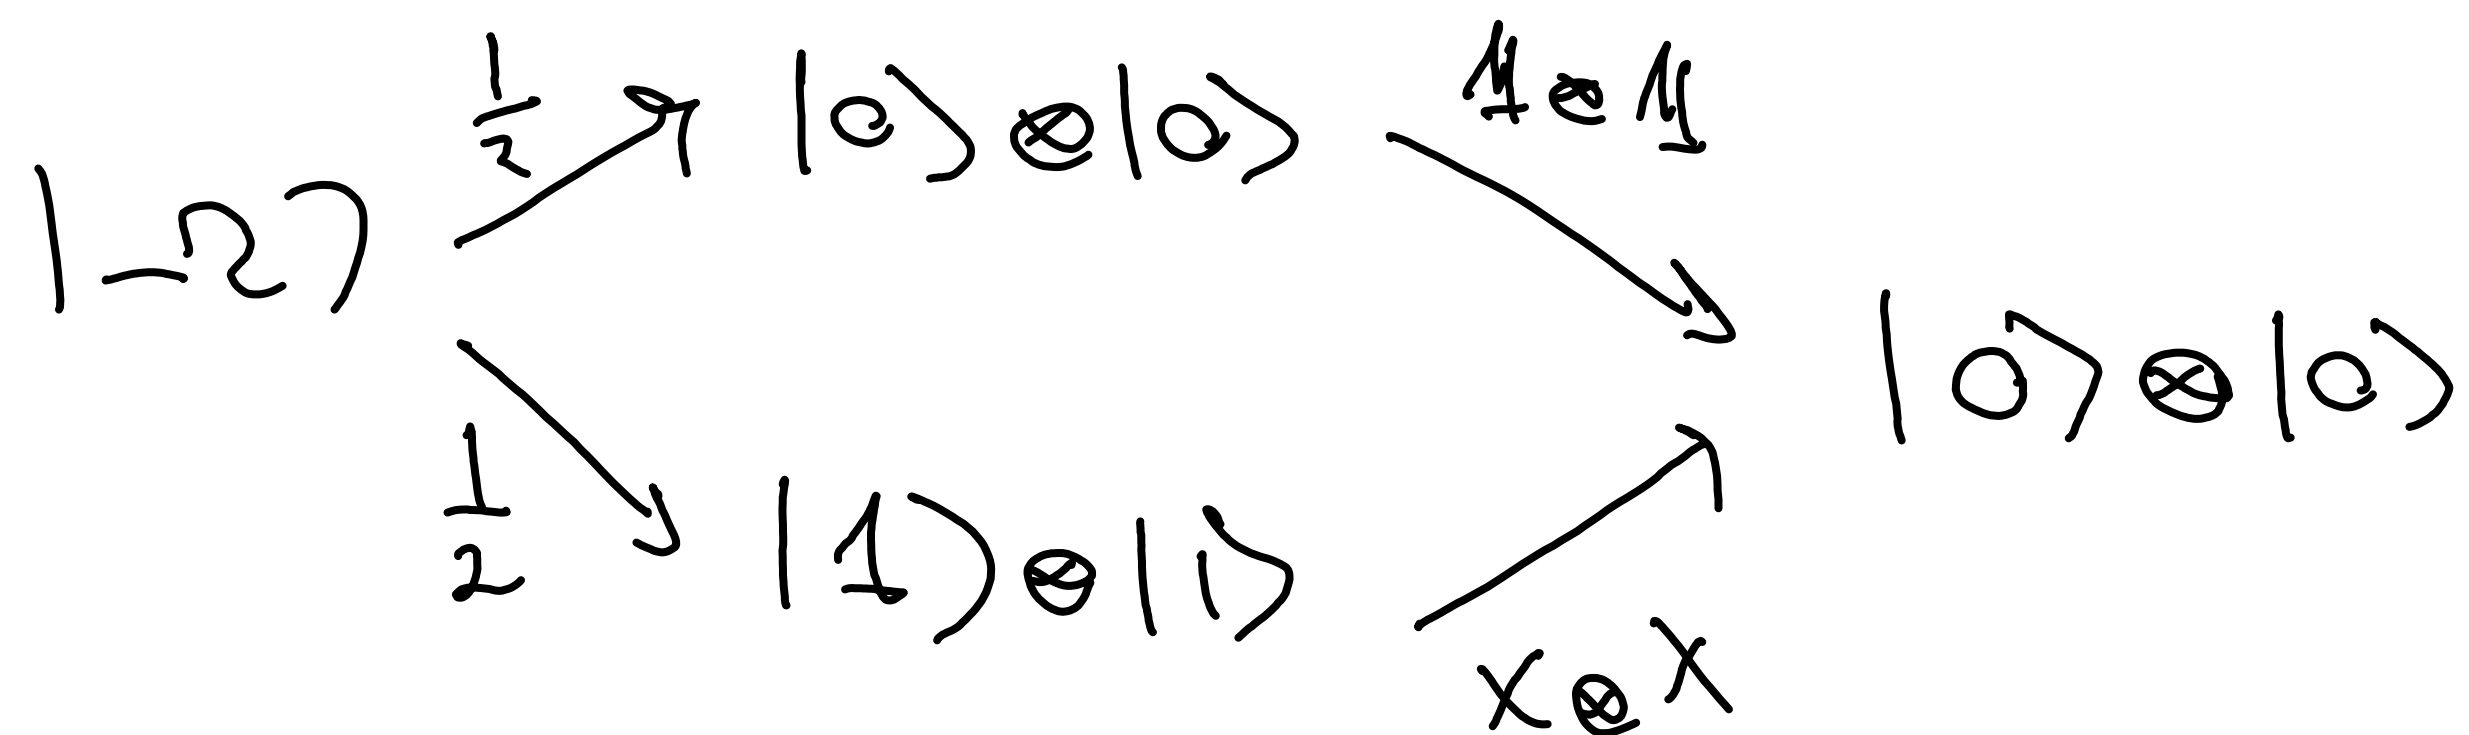 1/2 |0⟩ ⊗ |0⟩ 𝟙 ⊗ 𝟙
|0⟩ ⊗ |0⟩
1/2 |1⟩ ⊗ |1⟩
X ⊗ X